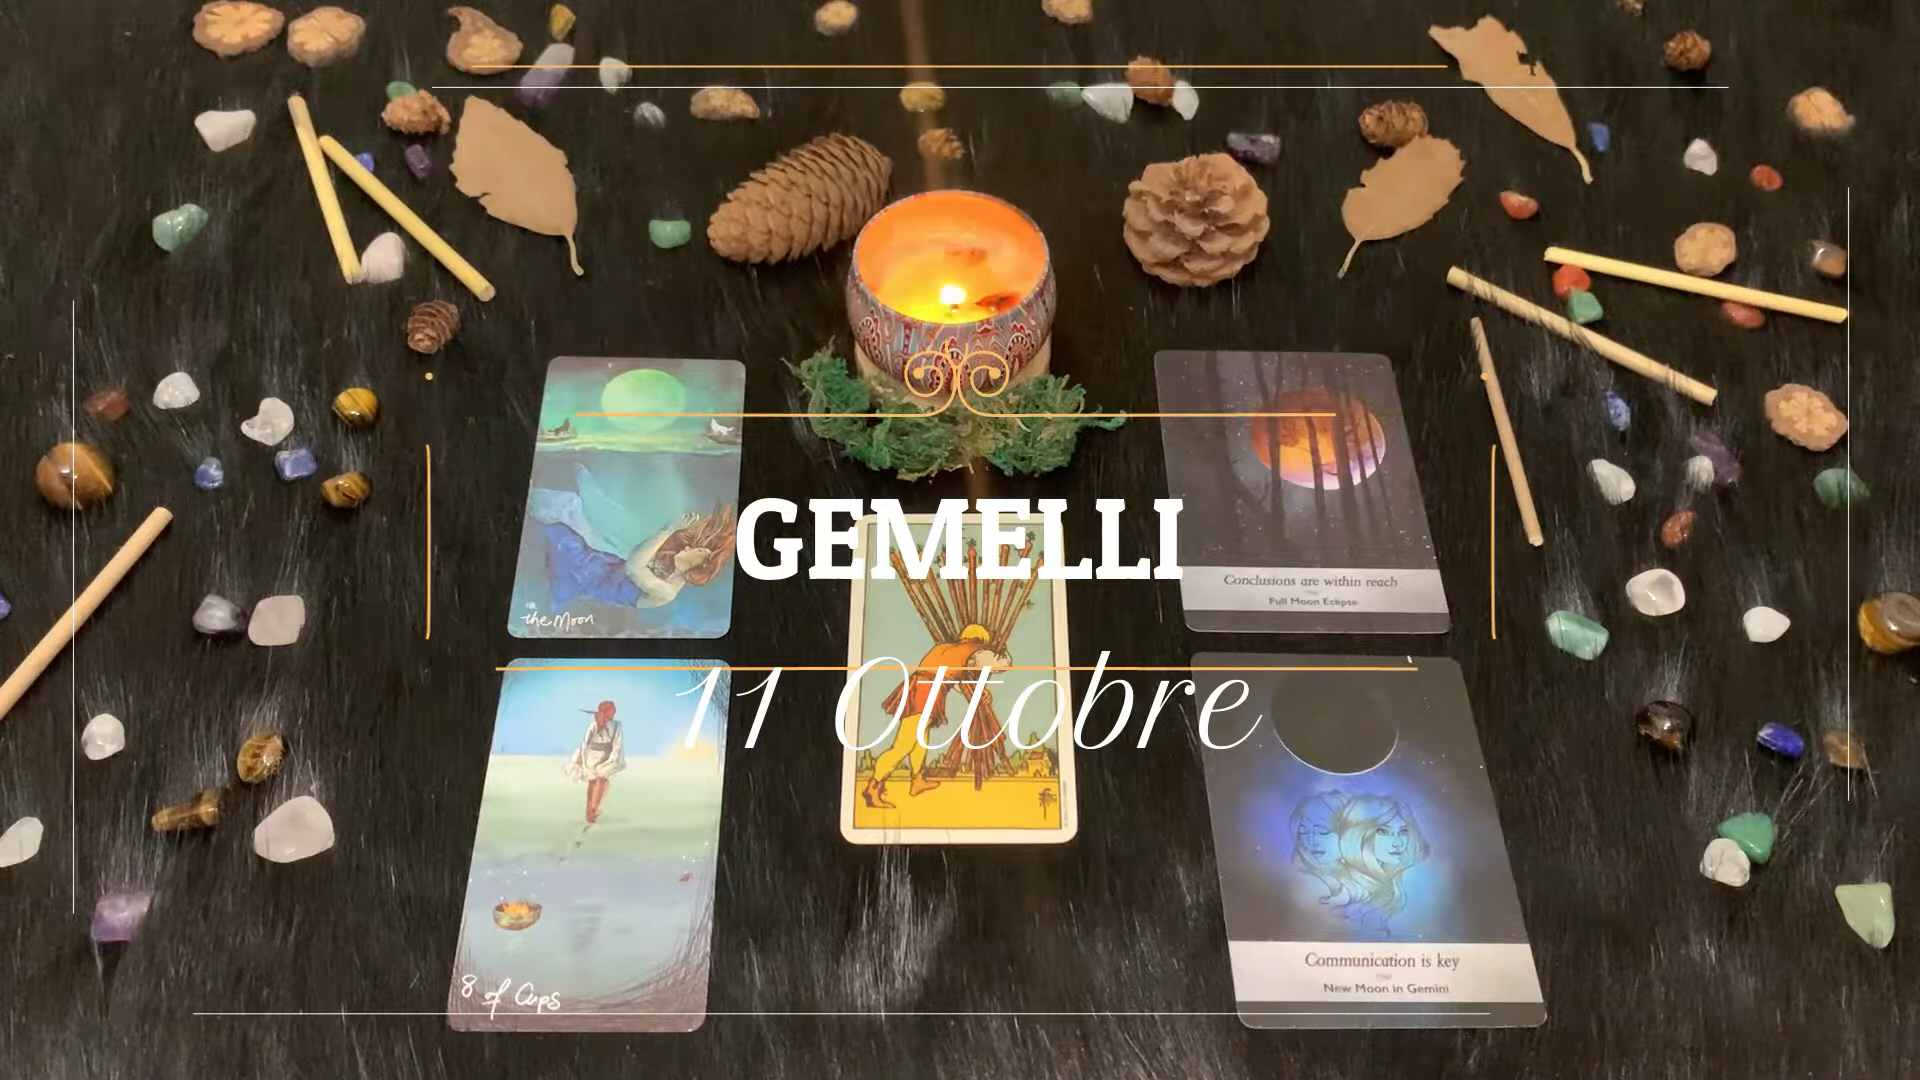 GEMELLI
11 Ottobre
18
the Moon
8 of Cups
Conclusions are within reach
Full Moon Eclipse
Communication is key
New Moon in Gemini